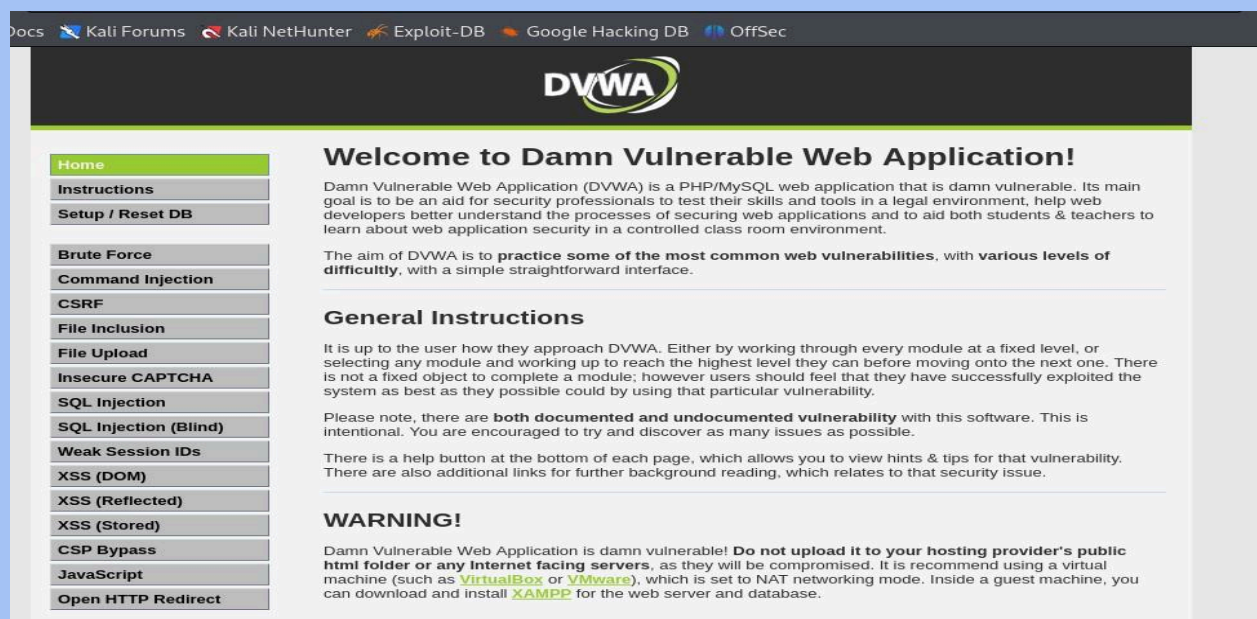 Docs Kali Forums Kali NetHunter Exploit-DB Google Hacking DB OffSec
DVWA
Home
Instructions
Setup / Reset DB
Brute Force
Command Injection
CSRF
File Inclusion
File Upload
Insecure CAPTCHA
SQL Injection
SQL Injection (Blind)
Weak Session IDs
XSS (DOM)
XSS (Reflected)
XSS (Stored)
CSP Bypass
JavaScript
Open HTTP Redirect
Welcome to Damn Vulnerable Web Application!
Damn Vulnerable Web Application (DVWA) is a PHP/MySQL web application that is damn vulnerable. Its main
goal is to be an aid for security professionals to test their skills and tools in a legal environment, help web
developers better understand the processes of securing web applications and to aid both students & teachers to
learn about web application security in a controlled class room environment.
The aim of DVWA is to practice some of the most common web vulnerabilities, with various levels of
difficultly, with a simple straightforward interface.
General Instructions
It is up to the user how they approach DVWA. Either by working through every module at a fixed level, or
selecting any module and working up to reach the highest level they can before moving onto the next one. There
is not a fixed object to complete a module; however users should feel that they have successfully exploited the
system as best as they possible could by using that particular vulnerability.
Please note, there are both documented and undocumented vulnerability with this software. This is
intentional. You are encouraged to try and discover as many issues as possible.
There is a help button at the bottom of each page, which allows you to view hints & tips for that vulnerability.
There are also additional links for further background reading, which relates to that security issue.
WARNING!
Damn Vulnerable Web Application is damn vulnerable! Do not upload it to your hosting provider's public
html folder or any Internet facing servers, as they will be compromised. It is recommend using a virtual
machine (such as VirtualBox or VMware), which is set to NAT networking mode. Inside a guest machine, you
can download and install XAMPP for the web server and database.